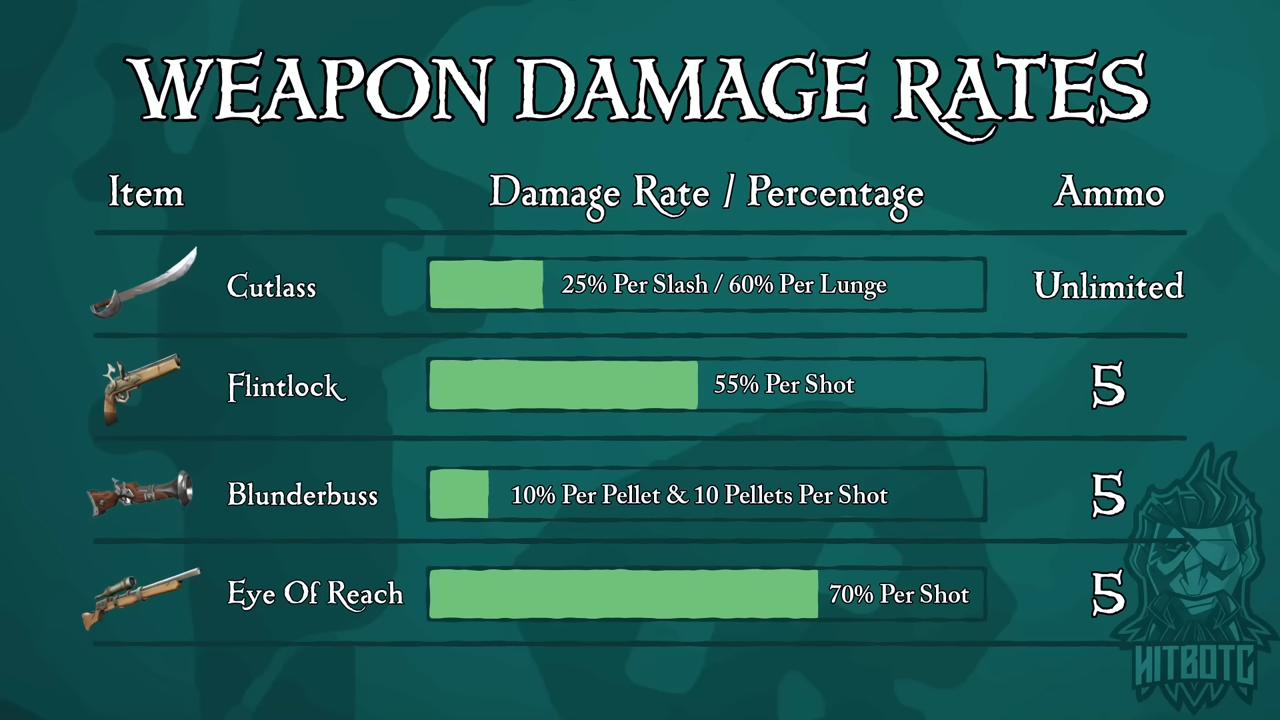 WEAPON DAMAGE RATES
Item Damage Rate / Percentage Ammo
Cutlass 25% Per Slash / 60% Per Lunge Unlimited
Flintlock 55% Per Shot 5
Blunderbuss 10% Per Pellet & 10 Pellets Per Shot 5
Eye Of Reach 70% Per Shot 5
HITBOTC